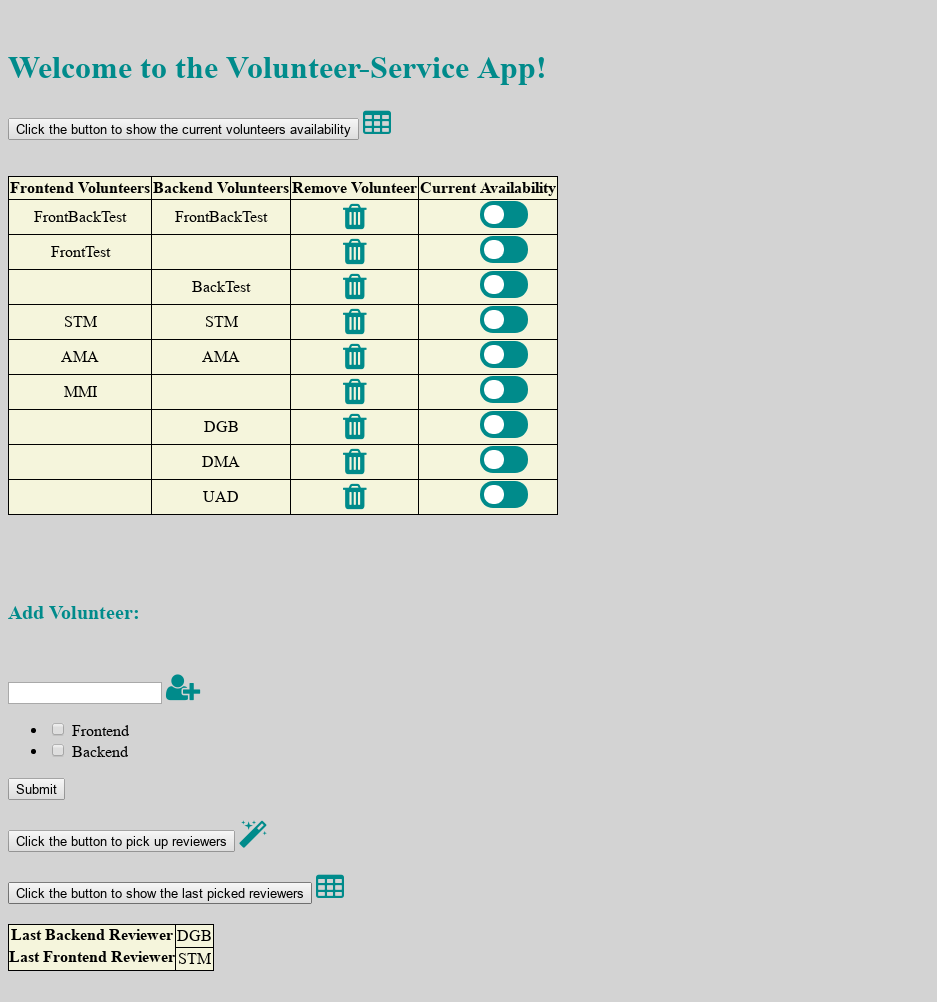 Welcome to the Volunteer-Service App!
Click the button to show the current volunteers availability
Frontend Volunteers Backend Volunteers Remove Volunteer Current Availability
FrontBackTest FrontBackTest
FrontTest
BackTest
STM STM
AMA AMA
MMI
DGB
DMA
UAD
Add Volunteer:
Frontend
Backend
Submit
Click the button to pick up reviewers
Click the button to show the last picked reviewers
Last Backend Reviewer DGB
Last Frontend Reviewer STM